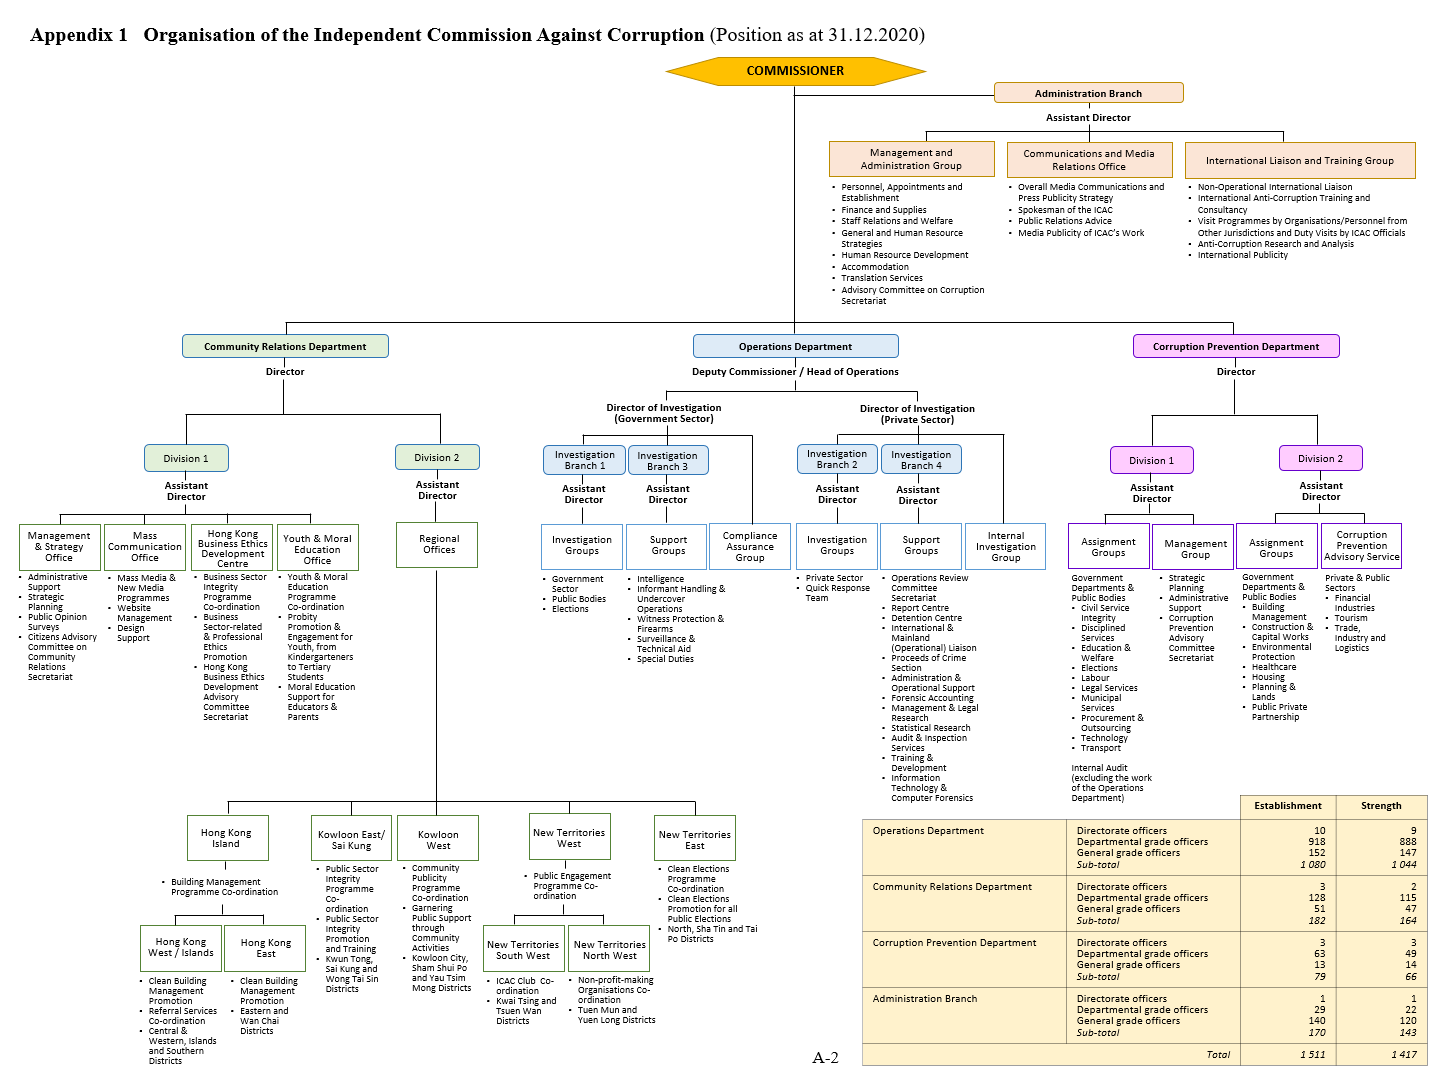 Appendix 1 Organisation of the Independent Commission Against Corruption (Position as at 31.12.2020)
COMMISSIONER
Administration Branch
Assistant Director
Management and
Administration Group
• Personnel, Appointments and
Establishment
• Finance and Supplies
• Staff Relations and Welfare
• General and Human Resource
Strategies
• Human Resource Development
• Accommodation
• Translation Services
• Advisory Committee on Corruption
Secretariat
Communications and Media
Relations Office
• Overall Media Communications and
Press Publicity Strategy
• Spokesman of the ICAC
• Public Relations Advice
• Media Publicity of ICAC's Work
International Liaison and Training Group
• Non-Operational International Liaison
• International Anti-Corruption Training and
Consultancy
• Visit Programmes by Organisations/Personnel from
Other Jurisdictions and Duty Visits by ICAC Officials
• Anti-Corruption Research and Analysis
• International Publicity
Community Relations Department
Director
Division 1
Assistant
Director
Management
& Strategy
Office
• Administrative
Support
• Strategic
Planning
• Public Opinion
Surveys
• Citizens Advisory
Committee on
Community
Relations
Secretariat
Mass
Communication
Office
• Mass Media &
New Media
Programmes
• Website
Management
• Design
Support
Hong Kong
Business Ethics
Development
Centre
• Business Sector
Integrity
Programme
Co-ordination
• Business
Sector-related
& Professional
Ethics
Promotion
• Hong Kong
Business Ethics
Development
Advisory
Committee
Secretariat
Youth & Moral
Education
Office
• Youth & Moral
Education
Programme
Co-ordination
• Probity
Promotion &
Engagement for
Youth, from
Kindergarteners
to Tertiary
Students
• Moral Education
Support for
Educators &
Parents
Division 2
Assistant
Director
Regional
Offices
Hong Kong
Island
• Building Management
Programme Co-ordination
Hong Kong
West / Islands
• Clean Building
Management
Promotion
• Referral Services
Co-ordination
• Central &
Western, Islands
and Southern
Districts
Hong Kong
East
• Clean Building
Management
Promotion
• Eastern and
Wan Chai
Districts
Kowloon East/
Sai Kung
• Public Sector
Integrity
Programme
Co-
ordination
• Public Sector
Integrity
Promotion
and Training
• Kwun Tong,
Sai Kung and
Wong Tai Sin
Districts
Kowloon
West
• Community
Publicity
Programme
Co-ordination
• Garnering
Public Support
through
Community
Activities
• Kowloon City,
Sham Shui Po
and Yau Tsim
Mong Districts
New Territories
West
• Public Engagement
Programme Co-
ordination
New Territories
South West
• ICAC Club Co-
ordination
• Kwai Tsing and
Tsuen Wan
Districts
New Territories
North West
• Non-profit-making
Organisations Co-
ordination
• Tuen Mun and
Yuen Long Districts
New Territories
East
• Clean Elections
Programme
Co-ordination
• Clean Elections
Promotion for all
Public Elections
• North, Sha Tin and Tai
Po Districts
Operations Department
Deputy Commissioner / Head of Operations
Director of Investigation
(Government Sector)
Investigation
Branch 1
Assistant
Director
Investigation
Groups
• Government
Sector
• Public Bodies
• Elections
Investigation
Branch 3
Assistant
Director
Support
Groups
• Intelligence
• Informant Handling &
Undercover
Operations
• Witness Protection &
Firearms
• Surveillance &
Technical Aid
• Special Duties
Compliance
Assurance
Group
Director of Investigation
(Private Sector)
Investigation
Branch 2
Assistant
Director
Investigation
Groups
• Private Sector
• Quick Response
Team
Investigation
Branch 4
Assistant
Director
Support
Groups
• Operations Review
Committee
Secretariat
• Report Centre
• Detention Centre
• International &
Mainland
(Operational) Liaison
• Proceeds of Crime
Section
• Administration &
Operational Support
• Forensic Accounting
• Management & Legal
Research
• Statistical Research
• Audit & Inspection
Services
• Training &
Development
• Information
Technology &
Computer Forensics
Internal
Investigation
Group
Corruption Prevention Department
Director
Division 1
Assistant
Director
Assignment
Groups
Government
Departments &
Public Bodies
• Civil Service
Integrity
• Disciplined
Services
• Education &
Welfare
• Elections
• Labour
• Legal Services
• Municipal
Services
• Procurement &
Outsourcing
• Technology
• Transport
Internal Audit
(excluding the work
of the Operations
Department)
Management
Group
• Strategic
Planning
• Administrative
Support
• Corruption
Prevention
Advisory
Committee
Secretariat
Division 2
Assistant
Director
Assignment
Groups
Government
Departments &
Public Bodies
• Building
Management
• Construction &
Capital Works
• Environmental
Protection
• Healthcare
• Housing
• Planning &
Lands
• Public Private
Partnership
Corruption
Prevention
Advisory Service
Private & Public
Sectors
• Financial
Industries
• Tourism
• Trade,
Industry and
Logistics
Establishment Strength
Operations Department Directorate officers 10 9
Departmental grade officers 918 888
General grade officers 152 147
Sub-total 1 080 1 044
Community Relations Department Directorate officers 3 2
Departmental grade officers 128 115
General grade officers 51 47
Sub-total 182 164
Corruption Prevention Department Directorate officers 3 3
Departmental grade officers 63 49
General grade officers 13 14
Sub-total 79 66
Administration Branch Directorate officers 1 1
Departmental grade officers 29 22
General grade officers 140 120
Sub-total 170 143
Total 1 511 1 417
A-2